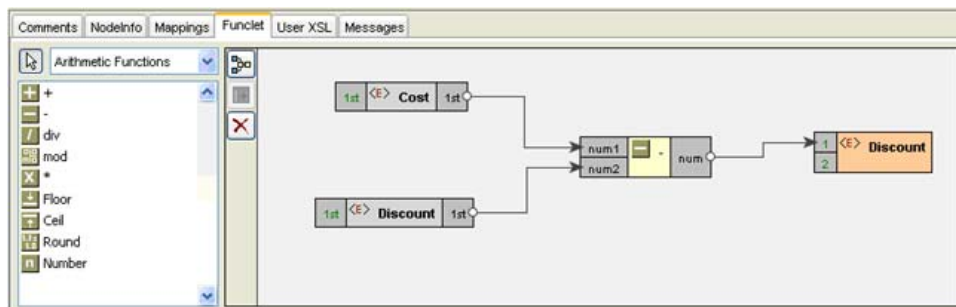 Comments NodeInfo Mappings Funclet User XSL Messages
Arithmetic Functions
+
-
div
mod
*
Floor
Ceil
Round
Number
1st <E> Cost 1st
num1 - num
num2
1 <E> Discount
2
1st <E> Discount 1st